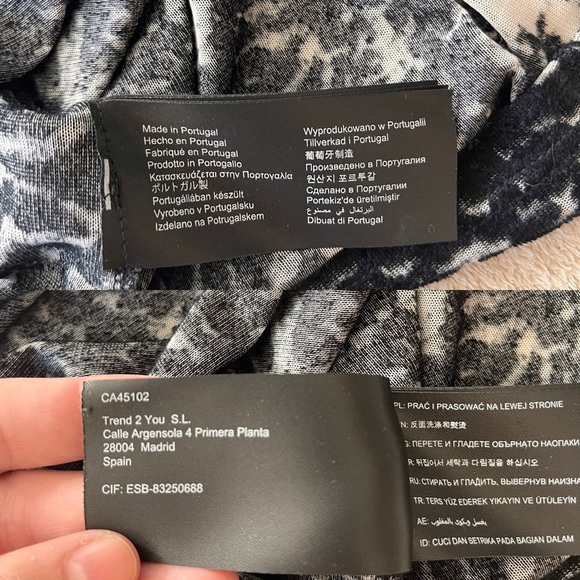 Made in Portugal
Hecho en Portugal
Fabriqué en Portugal
Prodotto in Portogallo
Κατασκευάζεται στην Πορτογαλία
ポルトガル製
Portugáliában készült
Vyrobeno v Portugalsku
Izdelano na Potrugalskem
Wyprodukowano w Portugalii
Tillverkad i Portugal
葡萄牙制造
Произведено в Португалия
원산지 포르투갈
Сделано в Португалии
Portekiz'de üretilmiştir
البرتغال في مصنوع
Dibuat di Portugal
CA45102
Trend 2 You S.L.
Calle Argensola 4 Primera Planta
28004 Madrid
Spain
CIF: ESB-83250688
PL: PRAĆ I PRASOWAĆ NA LEWEJ STRONIE
N: 反面洗涤和熨烫
ПЕРЕТЕ И ГЛАДЕТЕ ОБЪРНАТО НАОПАКИ
R: 뒤집어서 세탁과 다림질을 하십시오
RU: СТИРАТЬ И ГЛАДИТЬ, ВЫВЕРНУВ НАИЗНА
TR: TERS YÜZ EDEREK YIKAYIN VE ÜTÜLEYİN
AE: يغسل ويكوى بالمقلوب
ID: CUCI DAN SETRIKA PADA BAGIAN DALAM